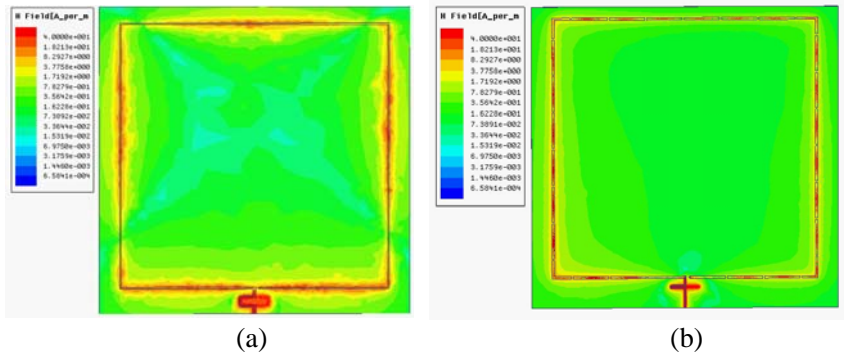 H Field[A_per_m
4.0000e+001
1.8213e+001
8.2927e+000
3.7758e+000
1.7192e+000
7.8279e-001
3.5642e-001
1.6228e-001
7.3892e-002
3.3644e-002
1.5319e-002
6.9750e-003
3.1759e-003
1.4460e-003
6.5841e-004
H Field[A_per_m
4.0000e+001
1.8213e+001
8.2927e+000
3.7758e+000
1.7192e+000
7.8279e-001
3.5642e-001
1.6228e-001
7.3891e-002
3.3644e-002
1.5319e-002
6.9750e-003
3.1759e-003
1.4460e-003
6.5841e-004
(a)
(b)